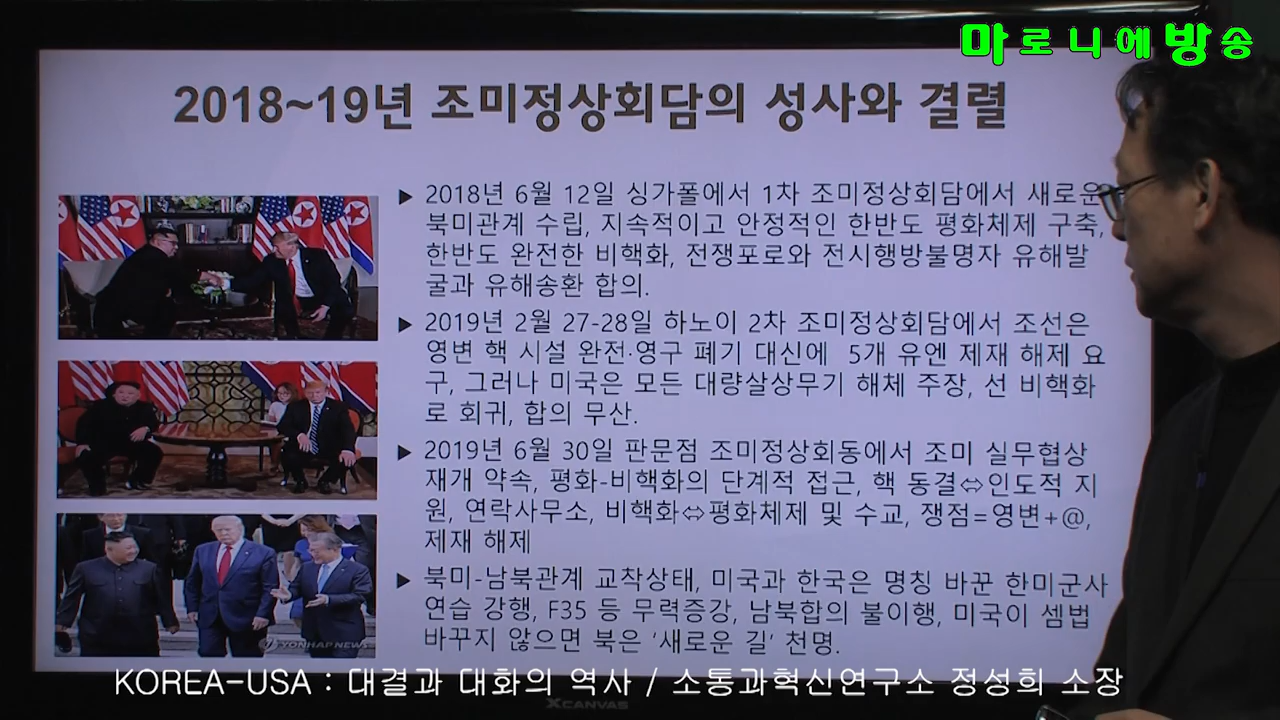 마로니에방송
2018~19년 조미정상회담의 성사와 결렬
▶ 2018년 6월 12일 싱가폴에서 1차 조미정상회담에서 새로운
북미관계 수립, 지속적이고 안정적인 한반도 평화체제 구축,
한반도 완전한 비핵화, 전쟁포로와 전시행방불명자 유해발
굴과 유해송환 합의.
▶ 2019년 2월 27-28일 하노이 2차 조미정상회담에서 조선은
영변 핵 시설 완전·영구 폐기 대신에 5개 유엔 제재 해제 요
구, 그러나 미국은 모든 대량살상무기 해체 주장, 선 비핵화
로 회귀, 합의 무산.
▶ 2019년 6월 30일 판문점 조미정상회동에서 조미 실무협상
재개 약속, 평화-비핵화의 단계적 접근, 핵 동결⇔인도적 지
원, 연락사무소, 비핵화⇔평화체제 및 수교, 쟁점=영변+@,
제재 해제
▶ 북미-남북관계 교착상태, 미국과 한국은 명칭 바꾼 한미군사
연습 강행, F35 등 무력증강, 남북합의 불이행, 미국이 셈법
바꾸지 않으면 북은 ‘새로운 길’ 천명.
YONHAP NEWS
KOREA-USA : 대결과 대화의 역사 / 소통과혁신연구소 정성희 소장
XCANVAS